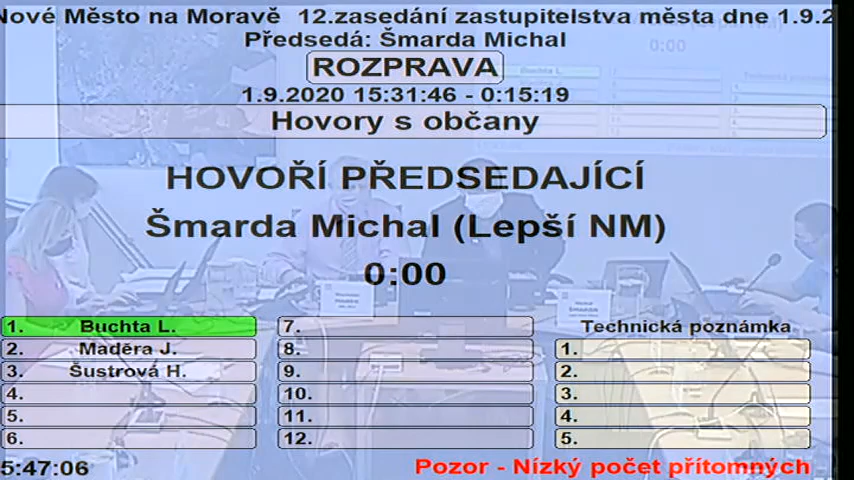 Nové Město na Moravě 12.zasedání zastupitelstva města dne 1.9.2
Předsedá: Šmarda Michal
ROZPRAVA
1.9.2020 15:31:46 - 0:15:19
Hovory s občany
HOVOŘÍ PŘEDSEDAJÍCÍ
Šmarda Michal (Lepší NM)
0:00
1. Buchta L.
2. Maděra J.
3. Šustrová H.
4.
5.
6.
7.
8.
9.
10.
11.
12.
Technická poznámka
1.
2.
3.
4.
5.
5:47:06
Pozor - Nízký počet přítomných